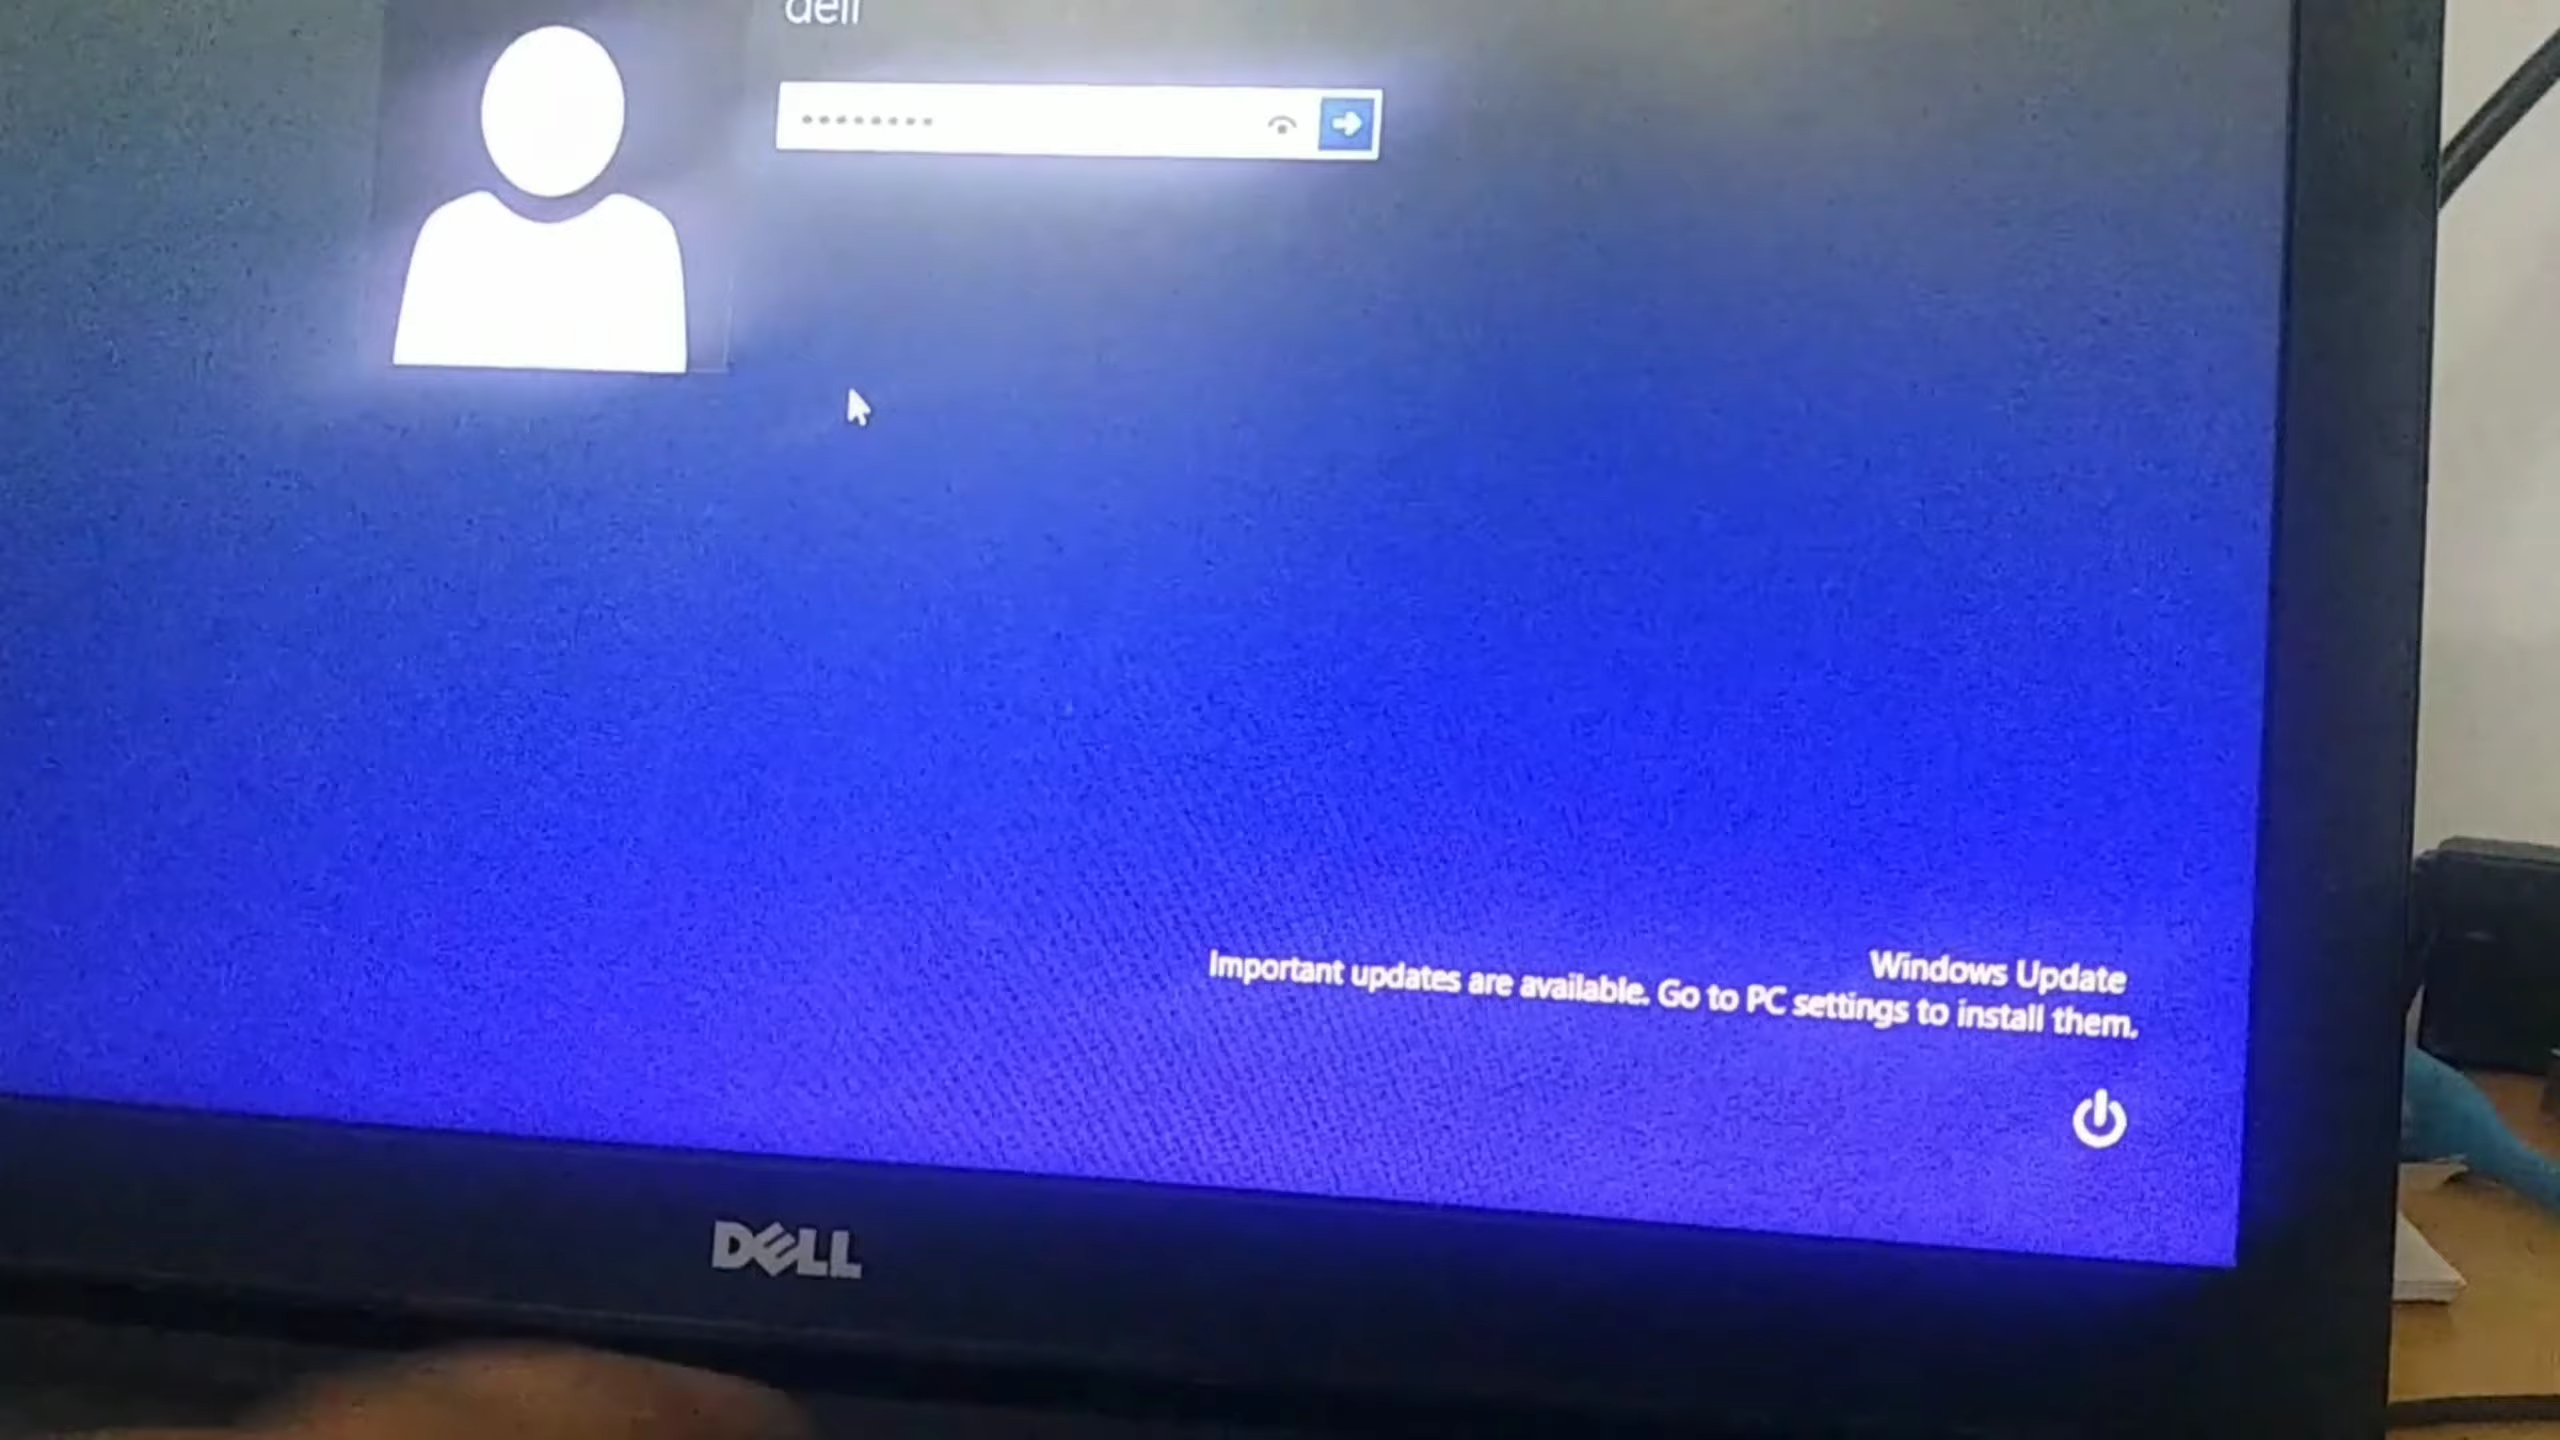 dell
Windows Update
Important updates are available. Go to PC settings to install them.
DELL